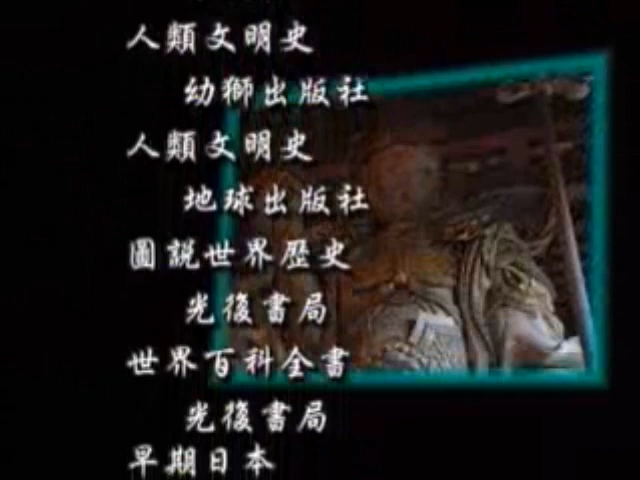 人類文明史
幼獅出版社
人類文明史
地球出版社
圖說世界歷史
光復書局
世界百科全書
光復書局
早期日本